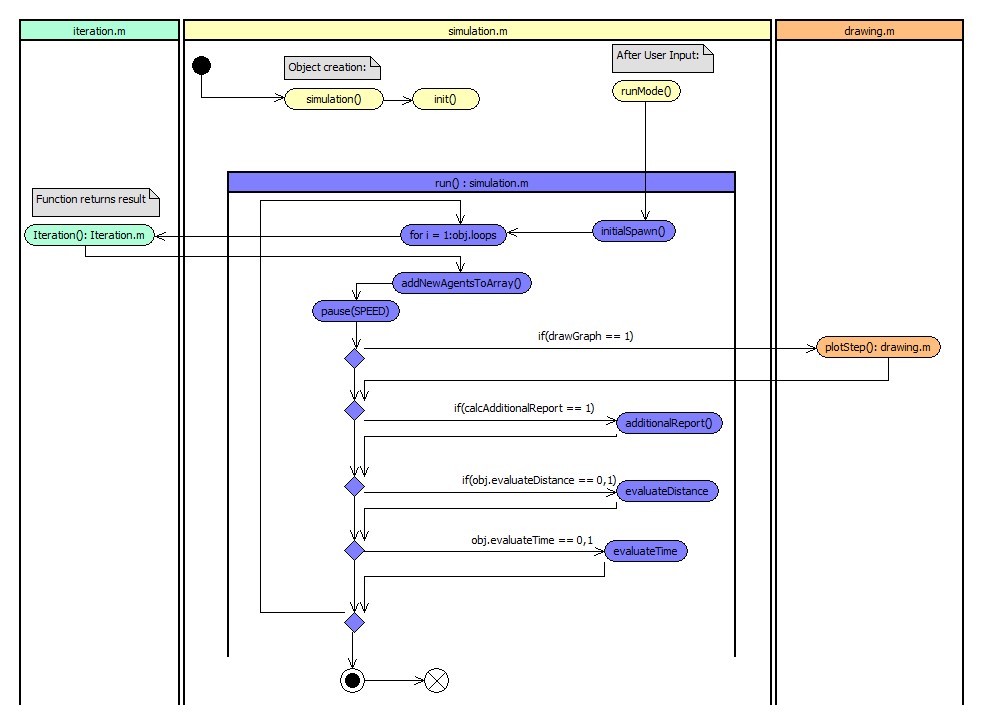 iteration.m
simulation.m
drawing.m
Object creation:
After User Input:
simulation()
init()
runMode()
run() : simulation.m
Function returns result
Iteration(): Iteration.m
for i = 1:obj.loops
initialSpawn()
addNewAgentsToArray()
pause(SPEED)
if(drawGraph == 1)
plotStep(): drawing.m
if(calcAdditionalReport == 1)
additionalReport()
if(obj.evaluateDistance == 0,1)
evaluateDistance
obj.evaluateTime == 0,1
evaluateTime